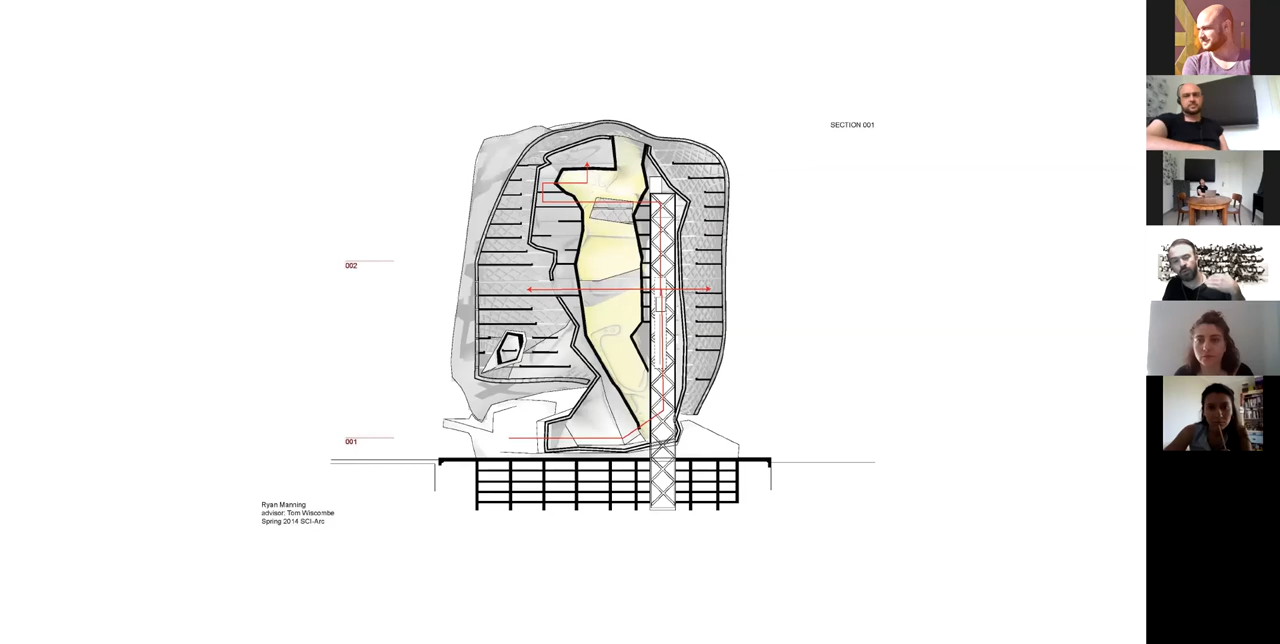 SECTION 001
002
001
Ryan Manning
advisor: Tom Wiscombe
Spring 2014 SCI-Arc